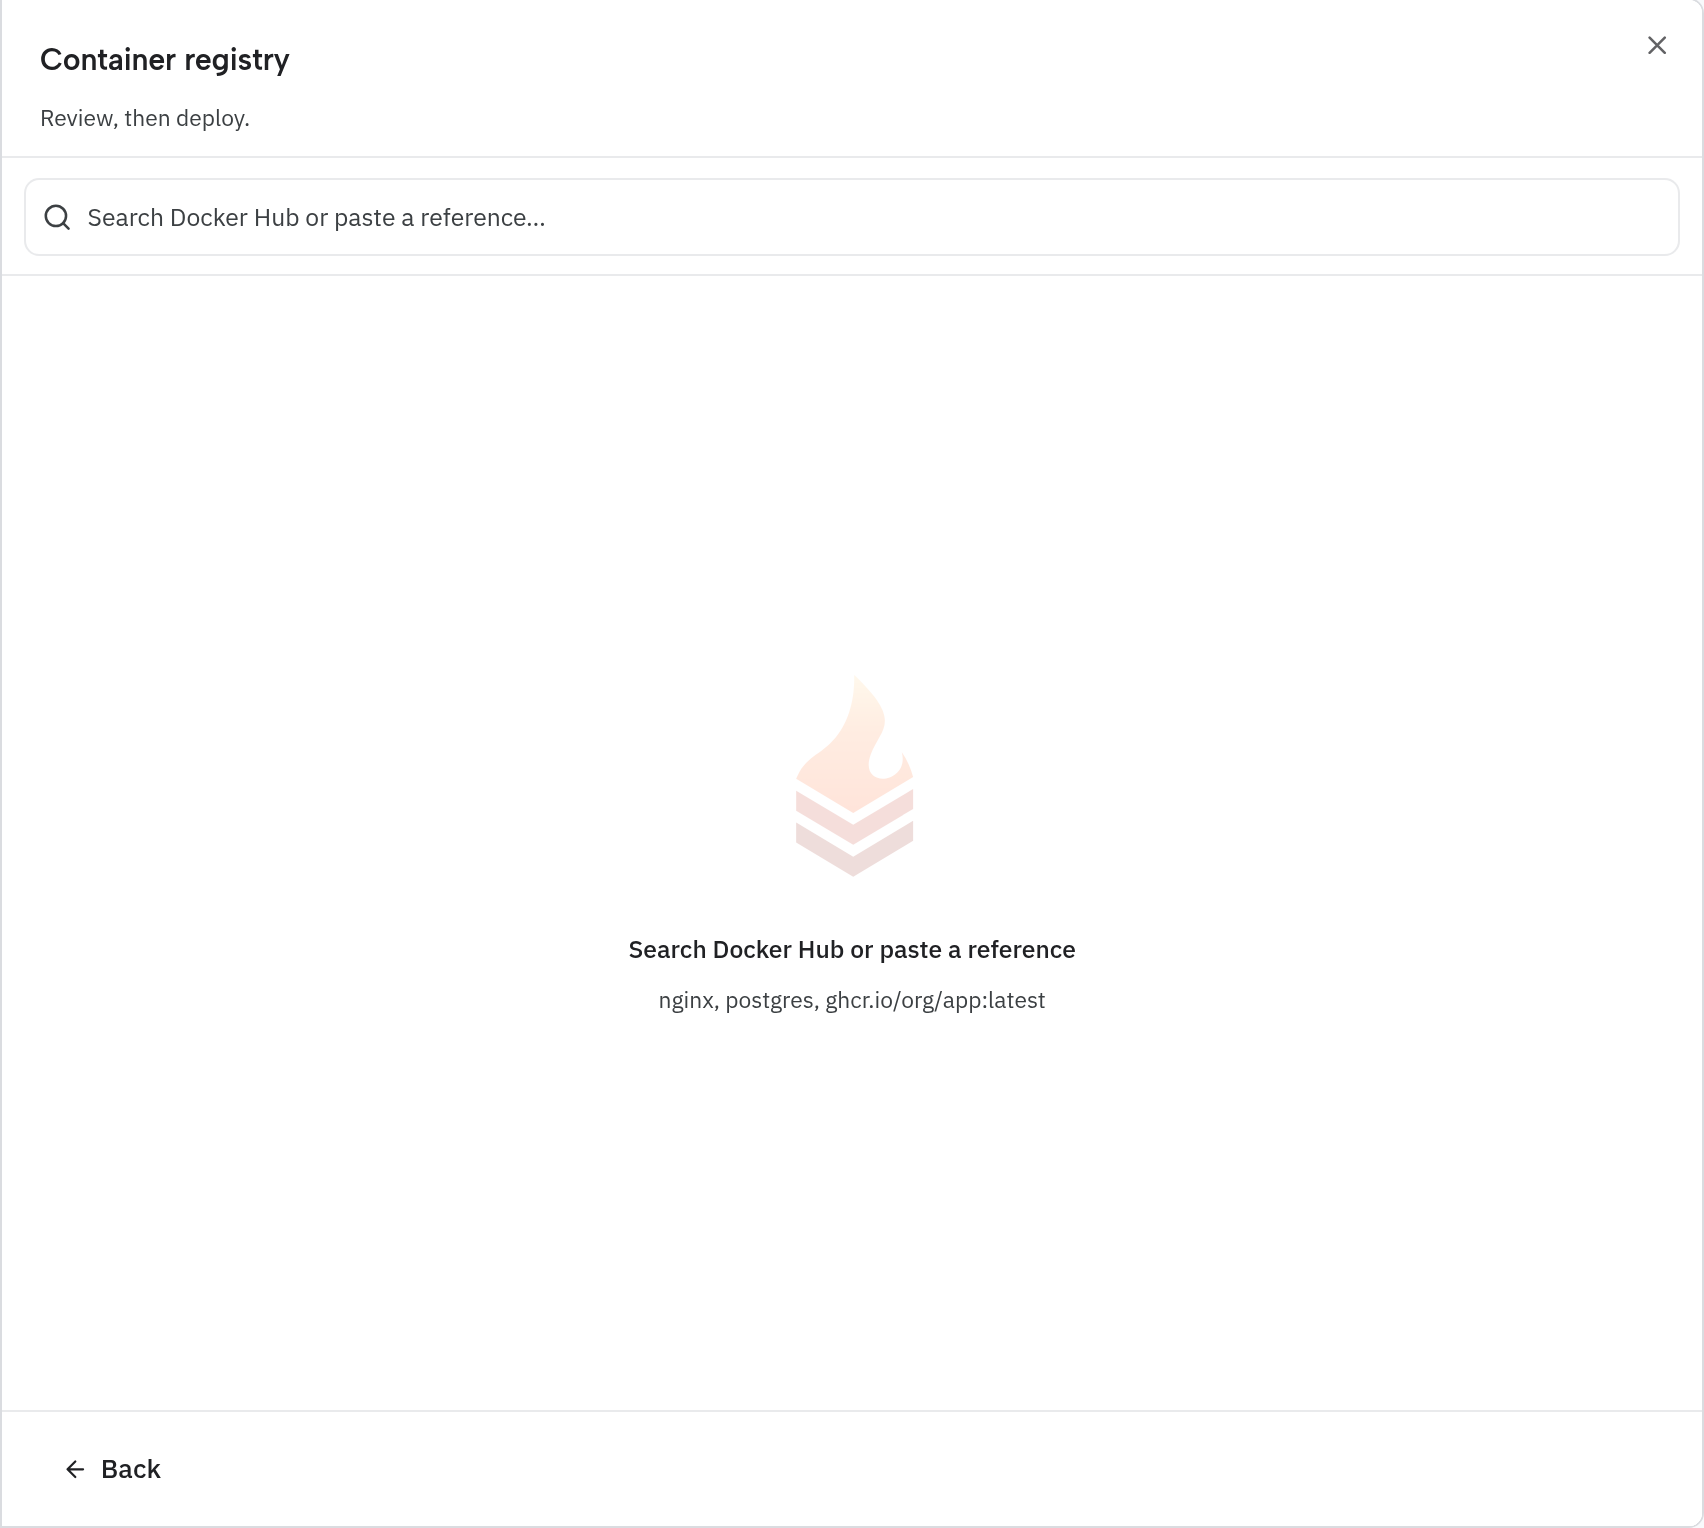 Container registry
Review, then deploy.
Search Docker Hub or paste a reference...
Search Docker Hub or paste a reference
nginx, postgres, ghcr.io/org/app:latest
Back